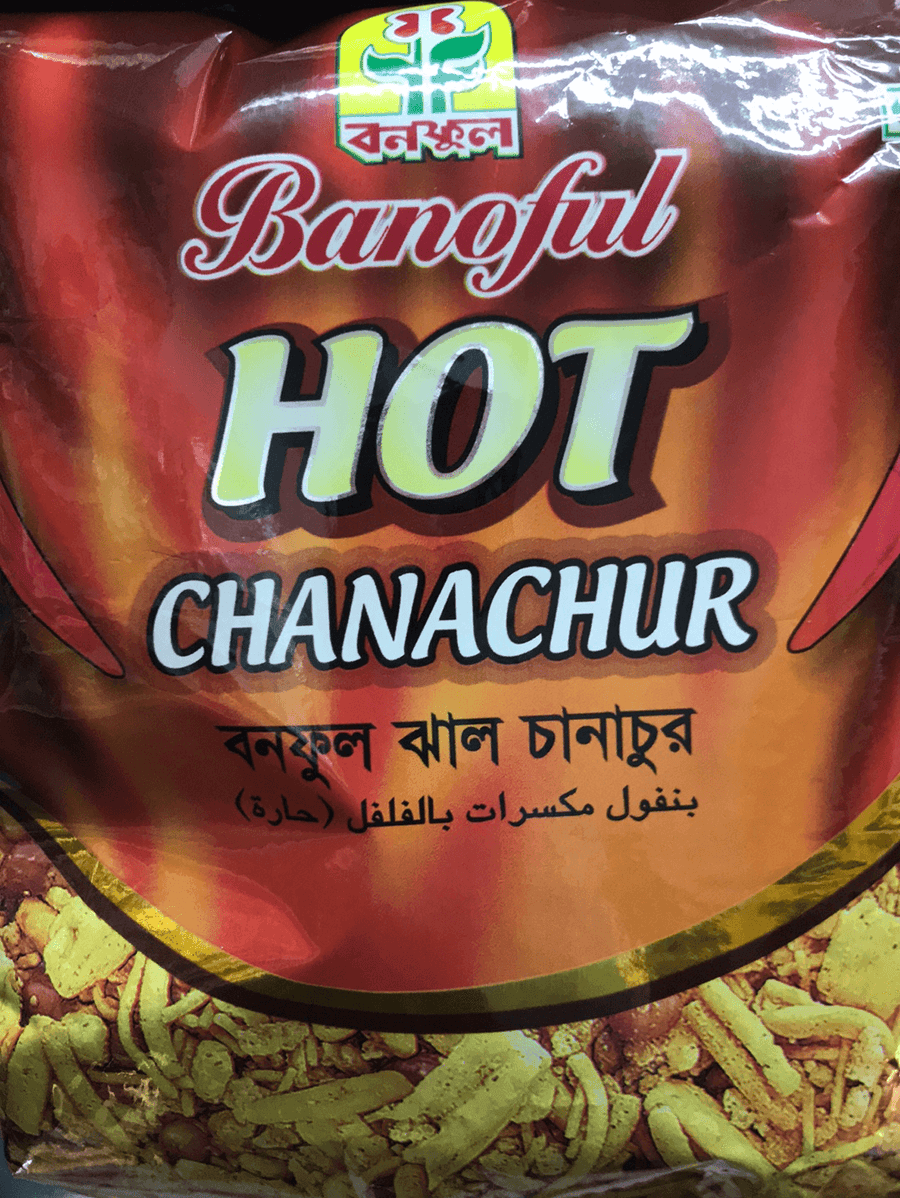 বনফুল
Banoful
HOT
CHANACHUR
বনফুল ঝাল চানাচুর
بنفول مكسرات بالفلفل (حارة)